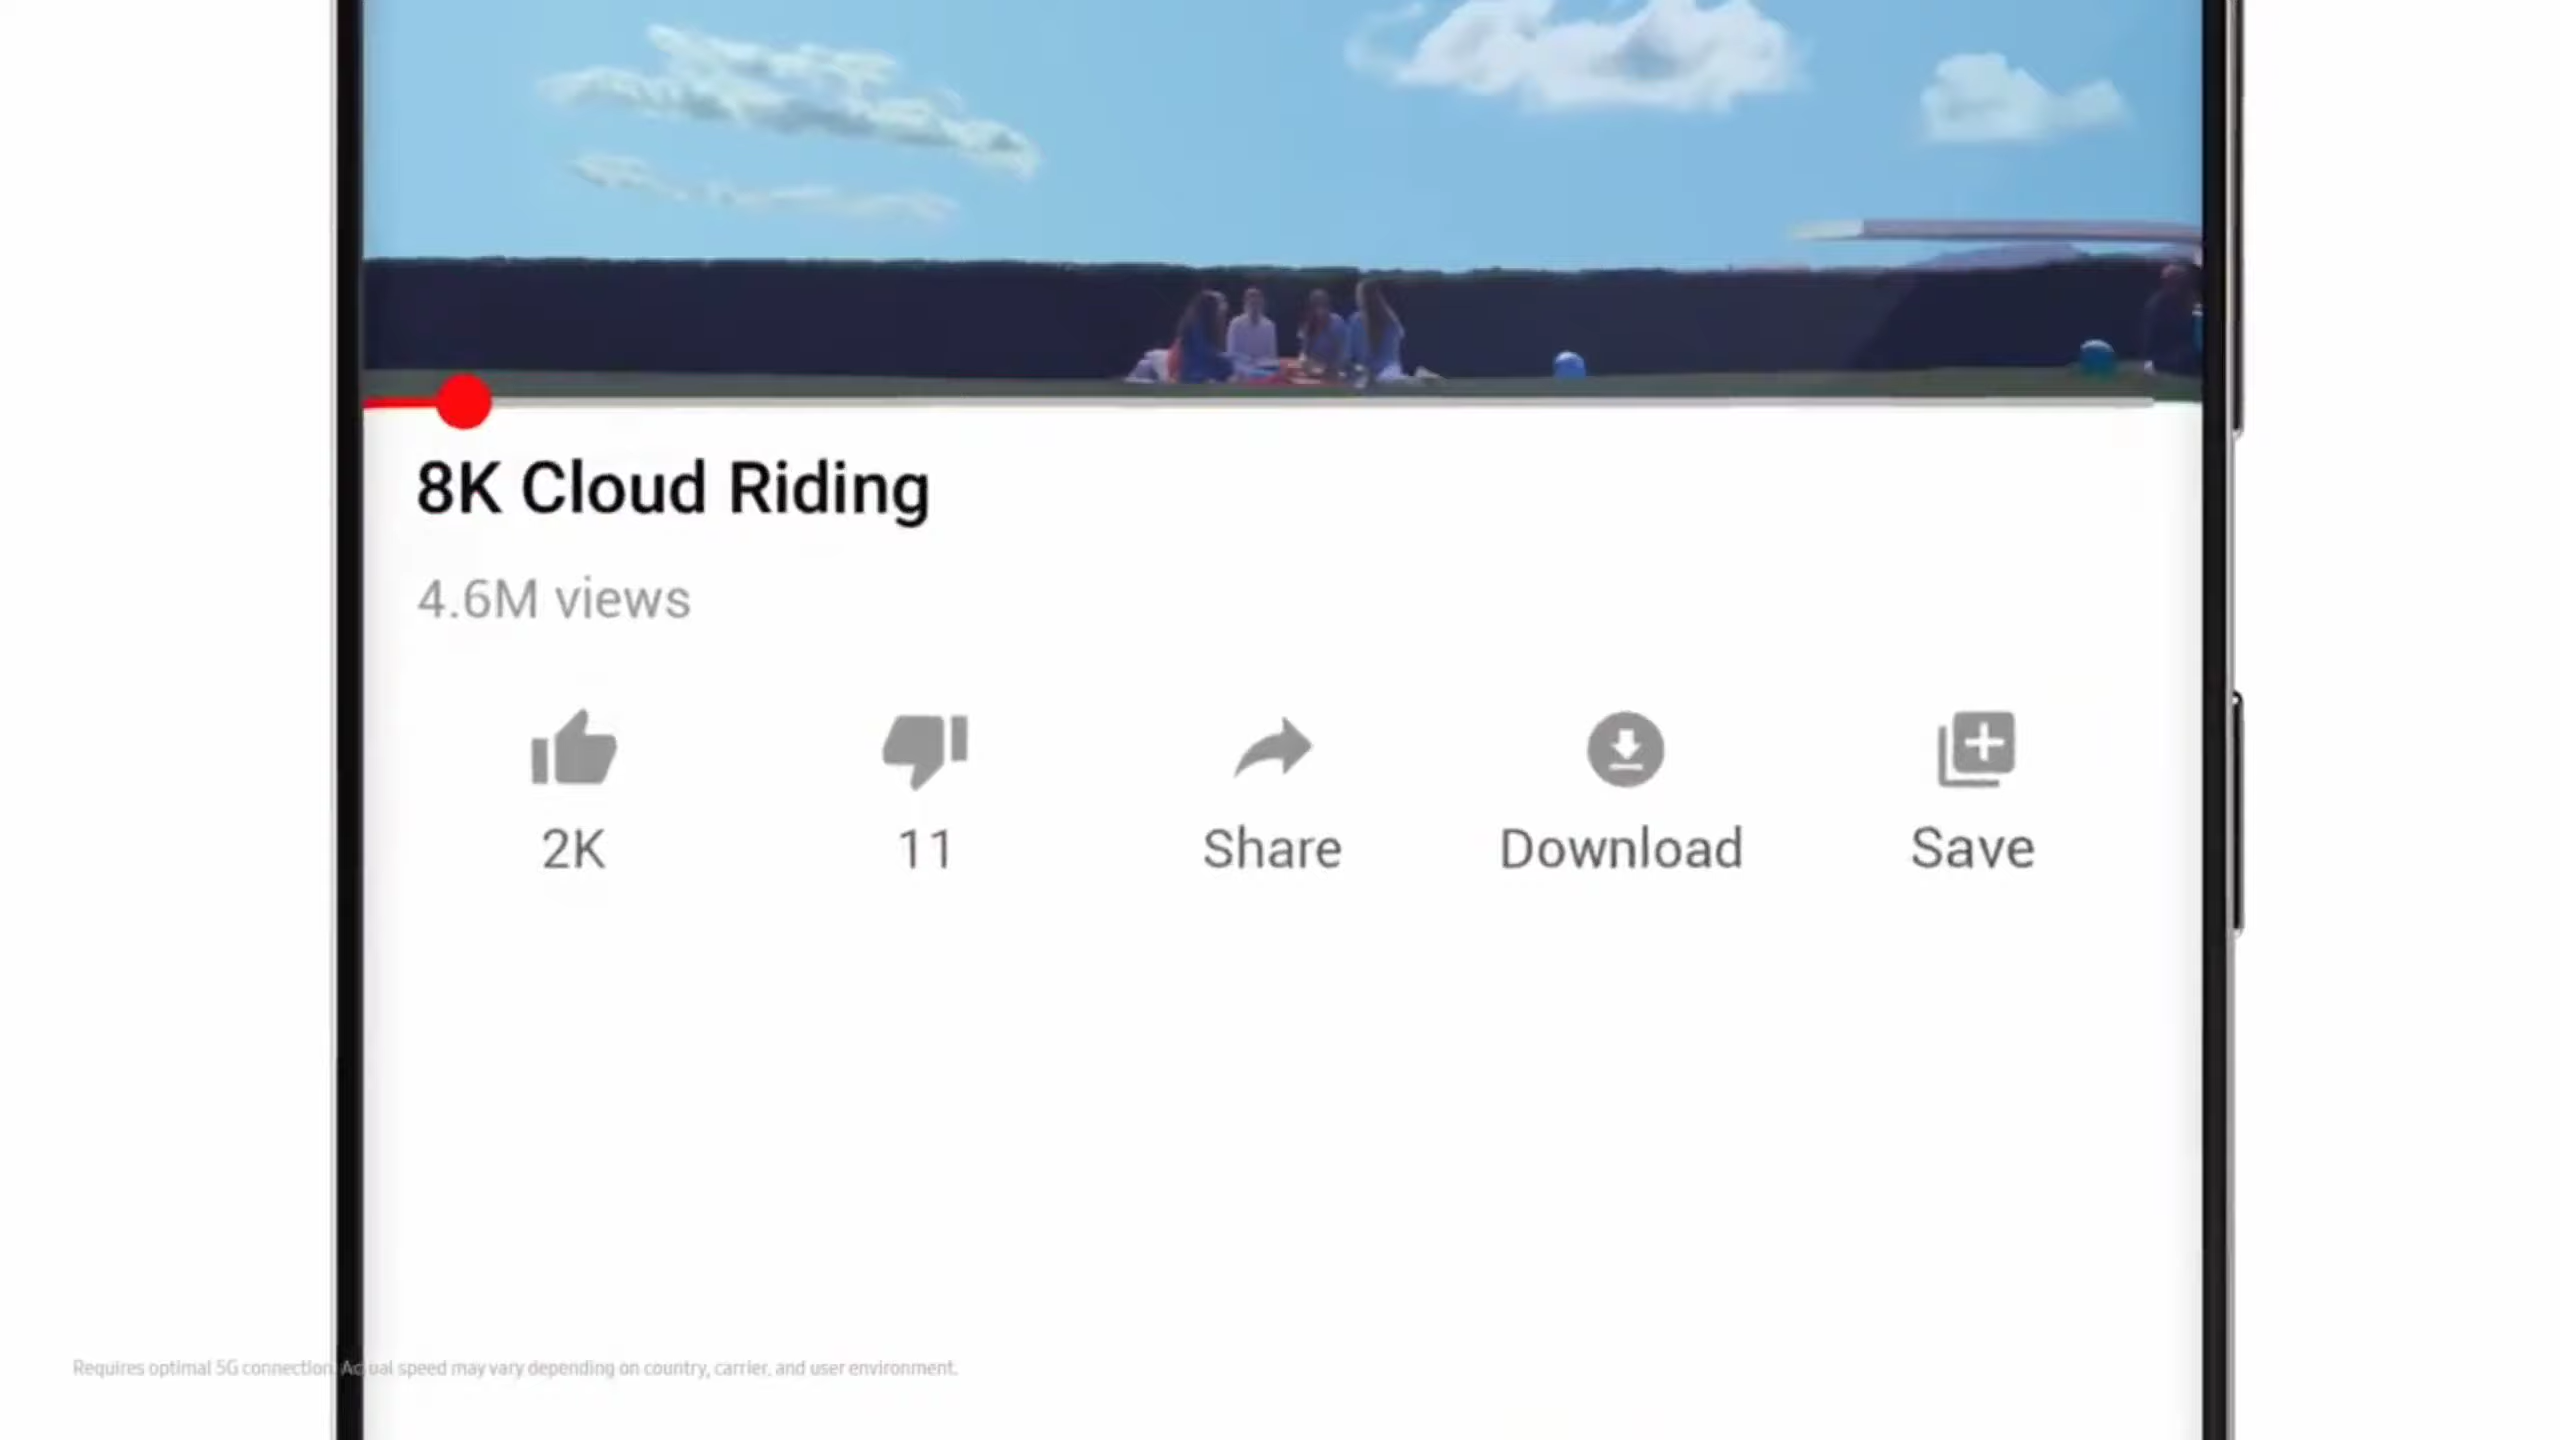 8K Cloud Riding
4.6M views
2K 11 Share Download Save
Requires optimal 5G connection. Actual speed may vary depending on country, carrier, and user environment.